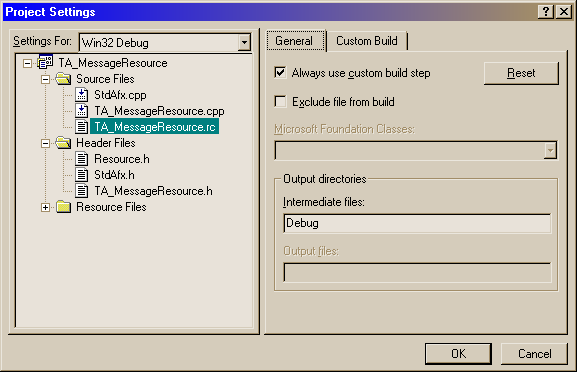 Project Settings
Settings For: Win32 Debug
TA_MessageResource
Source Files
StdAfx.cpp
TA_MessageResource.cpp
TA_MessageResource.rc
Header Files
Resource.h
StdAfx.h
TA_MessageResource.h
Resource Files
General Custom Build
Always use custom build step Reset
Exclude file from build
Microsoft Foundation Classes:
Output directories
Intermediate files:
Debug
Output files:
OK Cancel